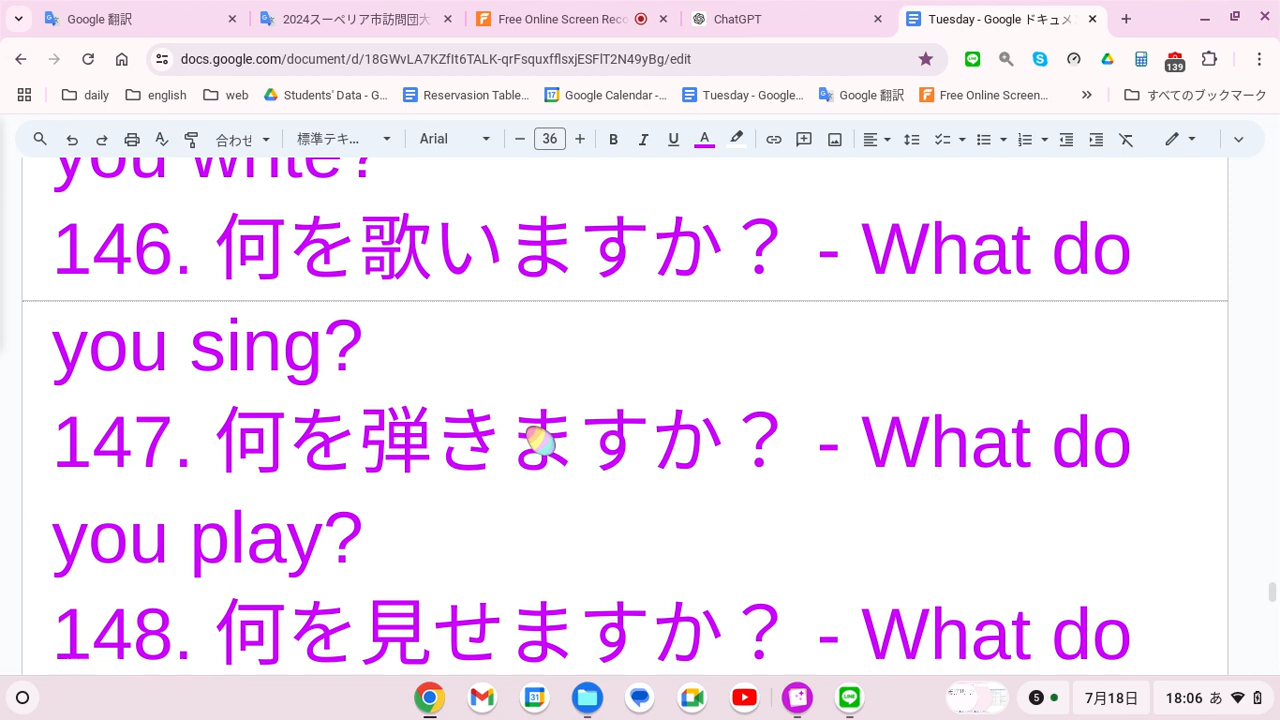 Google 翻訳
2024スーペリア市訪問団大
Free Online Screen Reco
ChatGPT
Tuesday - Google ドキュメ
docs.google.com/document/d/18GWvLA7KZfIt6TALK-qrFsquxfflsxjESFlT2N49yBg/edit
139
daily
english
web
Students' Data - G...
Reservasion Table...
Google Calendar -...
Tuesday - Google...
Google 翻訳
Free Online Screen...
すべてのブックマーク
合わせ
標準テキ...
Arial
36
B I U A
you write?
146. 何を歌いますか？ - What do
you sing?
147. 何を弾きますか？ - What do
you play?
148. 何を見せますか？ - What do
5
7月18日
18:06 あ